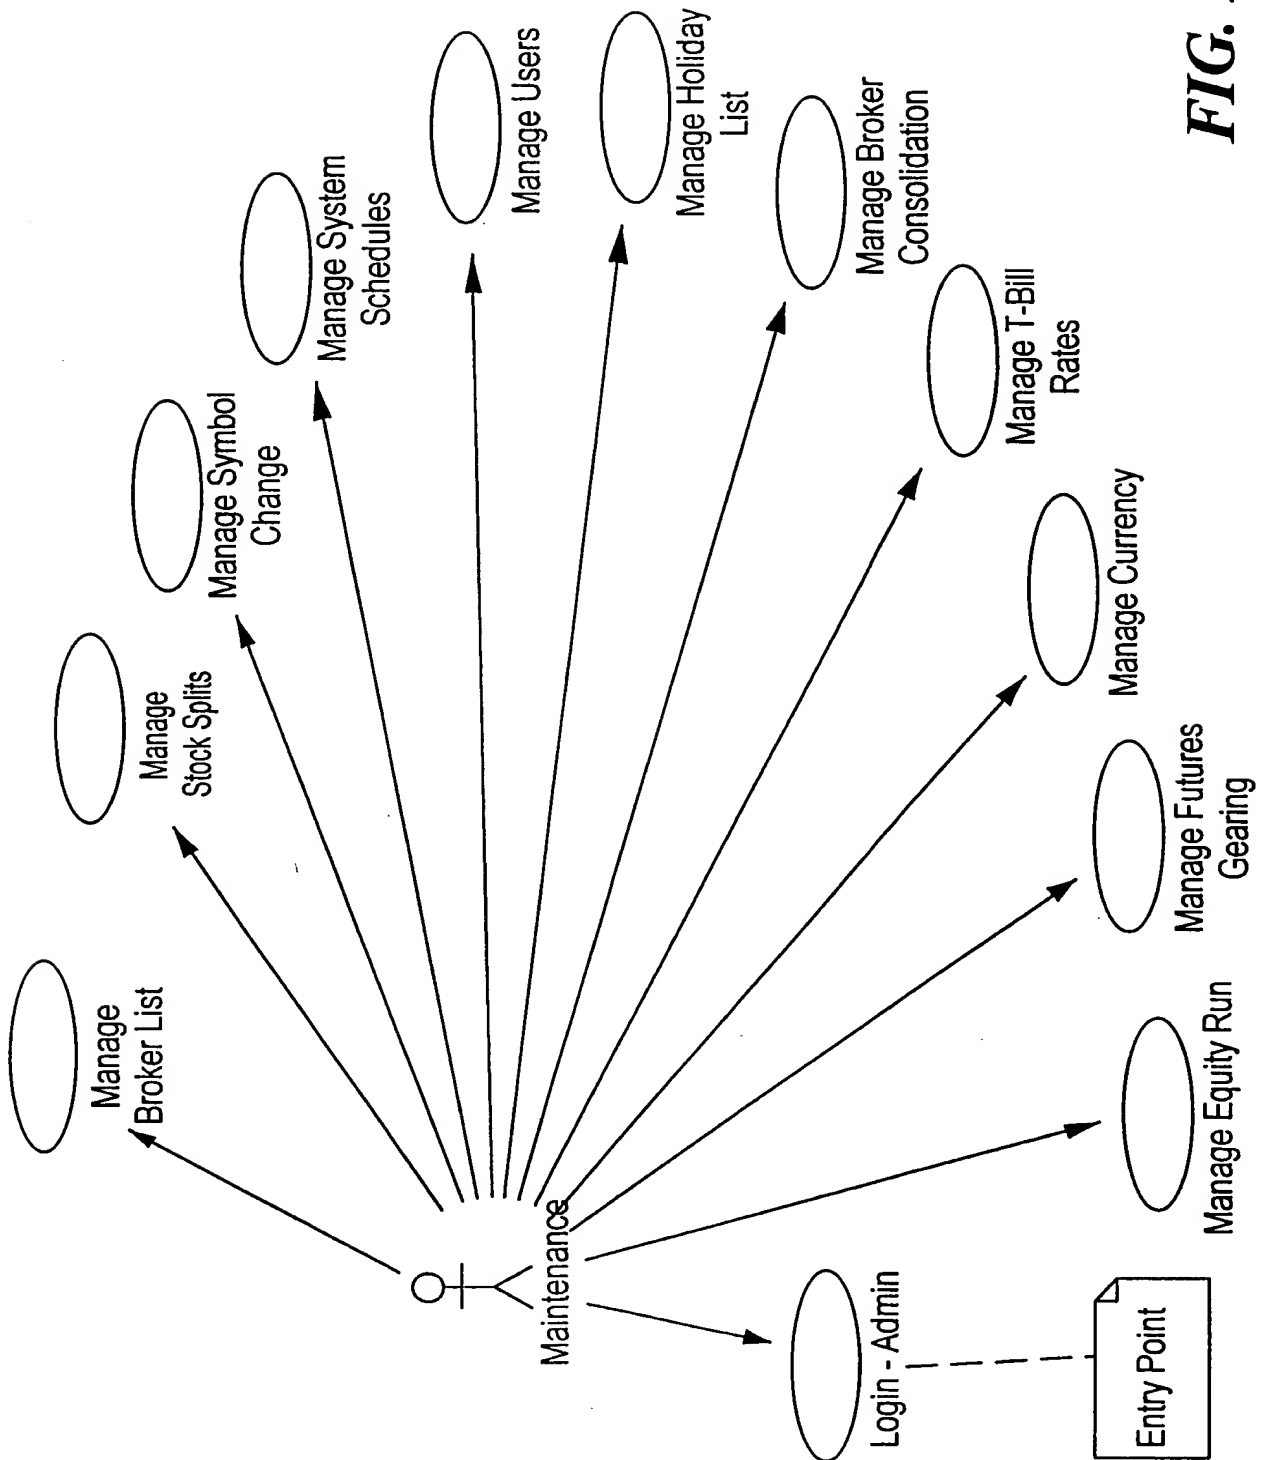 Manage
Broker List
Manage
Stock Splits
Manage Symbol
Change
Manage System
Schedules
Manage Users
Manage Holiday
List
Manage Broker
Consolidation
Manage T-Bill
Rates
Manage Currency
Manage Futures
Gearing
Manage Equity Run
Maintenance
Login - Admin
Entry Point
FIG.